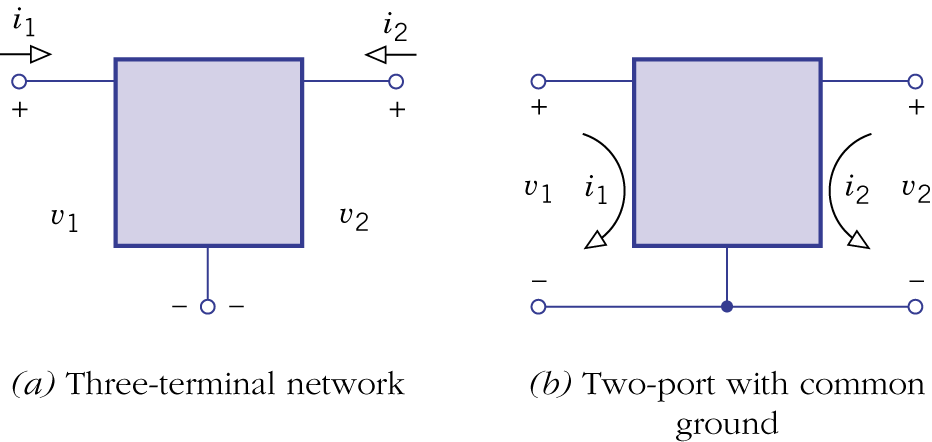 i1 i2
+ + + +
v1 v2 v1 i1 i2 v2
− − − −
(a) Three-terminal network
(b) Two-port with common
ground